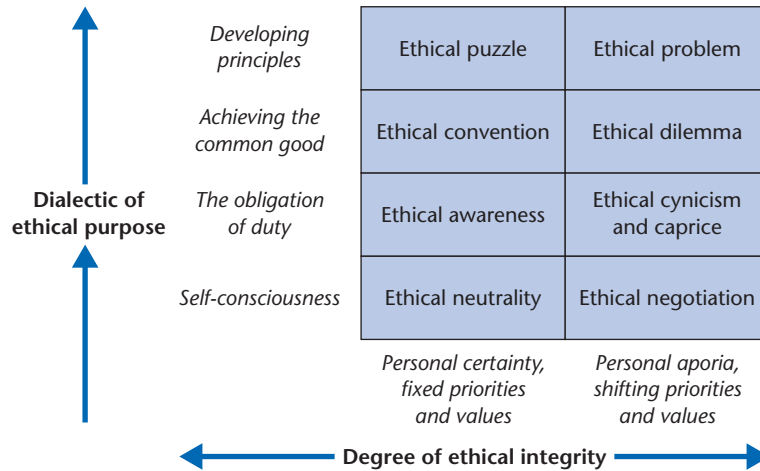 Developing
principles
Ethical puzzle
Ethical problem
Achieving the
common good
Ethical convention
Ethical dilemma
Dialectic of
ethical purpose
The obligation
of duty
Ethical awareness
Ethical cynicism
and caprice
Self-consciousness
Ethical neutrality
Ethical negotiation
Personal certainty,
fixed priorities
and values
Personal aporia,
shifting priorities
and values
Degree of ethical integrity